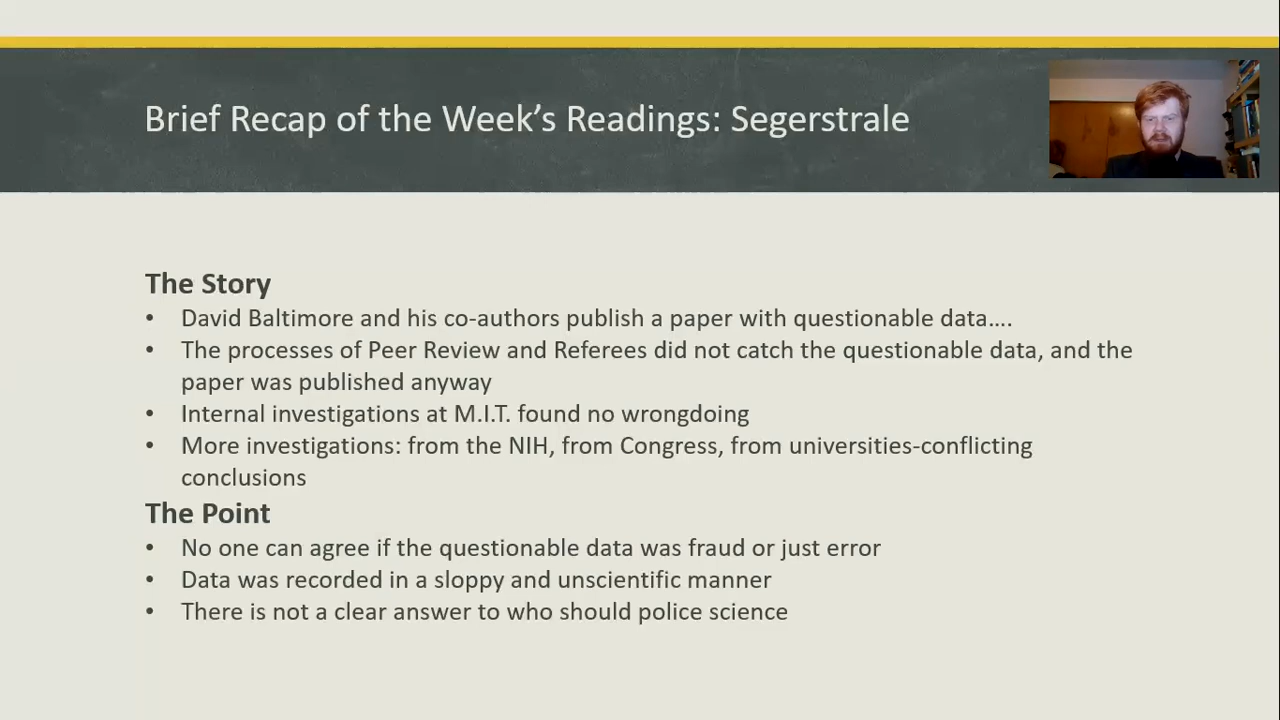 Brief Recap of the Week’s Readings: Segerstrale
The Story
• David Baltimore and his co-authors publish a paper with questionable data….
• The processes of Peer Review and Referees did not catch the questionable data, and the
paper was published anyway
• Internal investigations at M.I.T. found no wrongdoing
• More investigations: from the NIH, from Congress, from universities-conflicting
conclusions
The Point
• No one can agree if the questionable data was fraud or just error
• Data was recorded in a sloppy and unscientific manner
• There is not a clear answer to who should police science